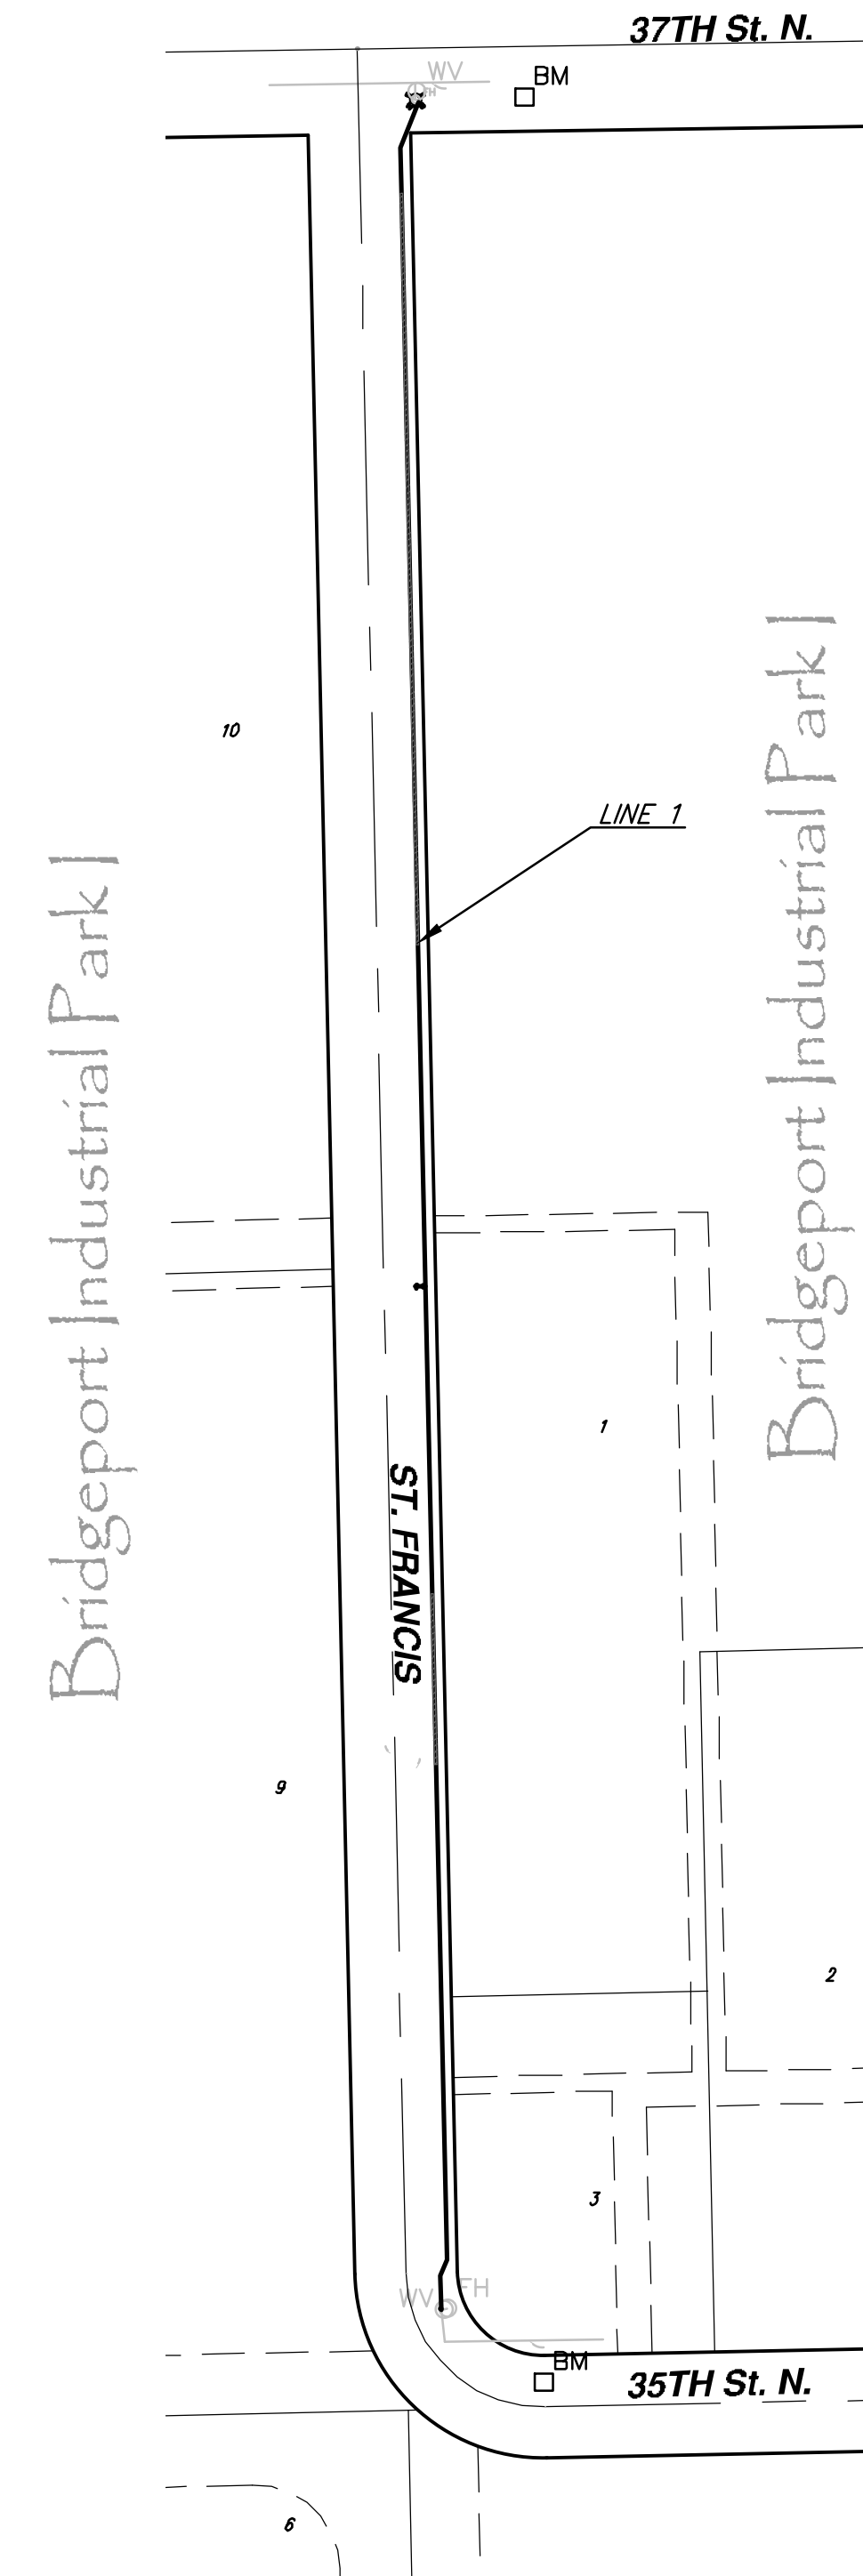 37TH St. N.
WV
BM
FH
10
LINE 1
Bridgeport Industrial Park I
Bridgeport Industrial Park I
1
ST. FRANCIS
9
2
3
WV
FH
BM
35TH St. N.
6